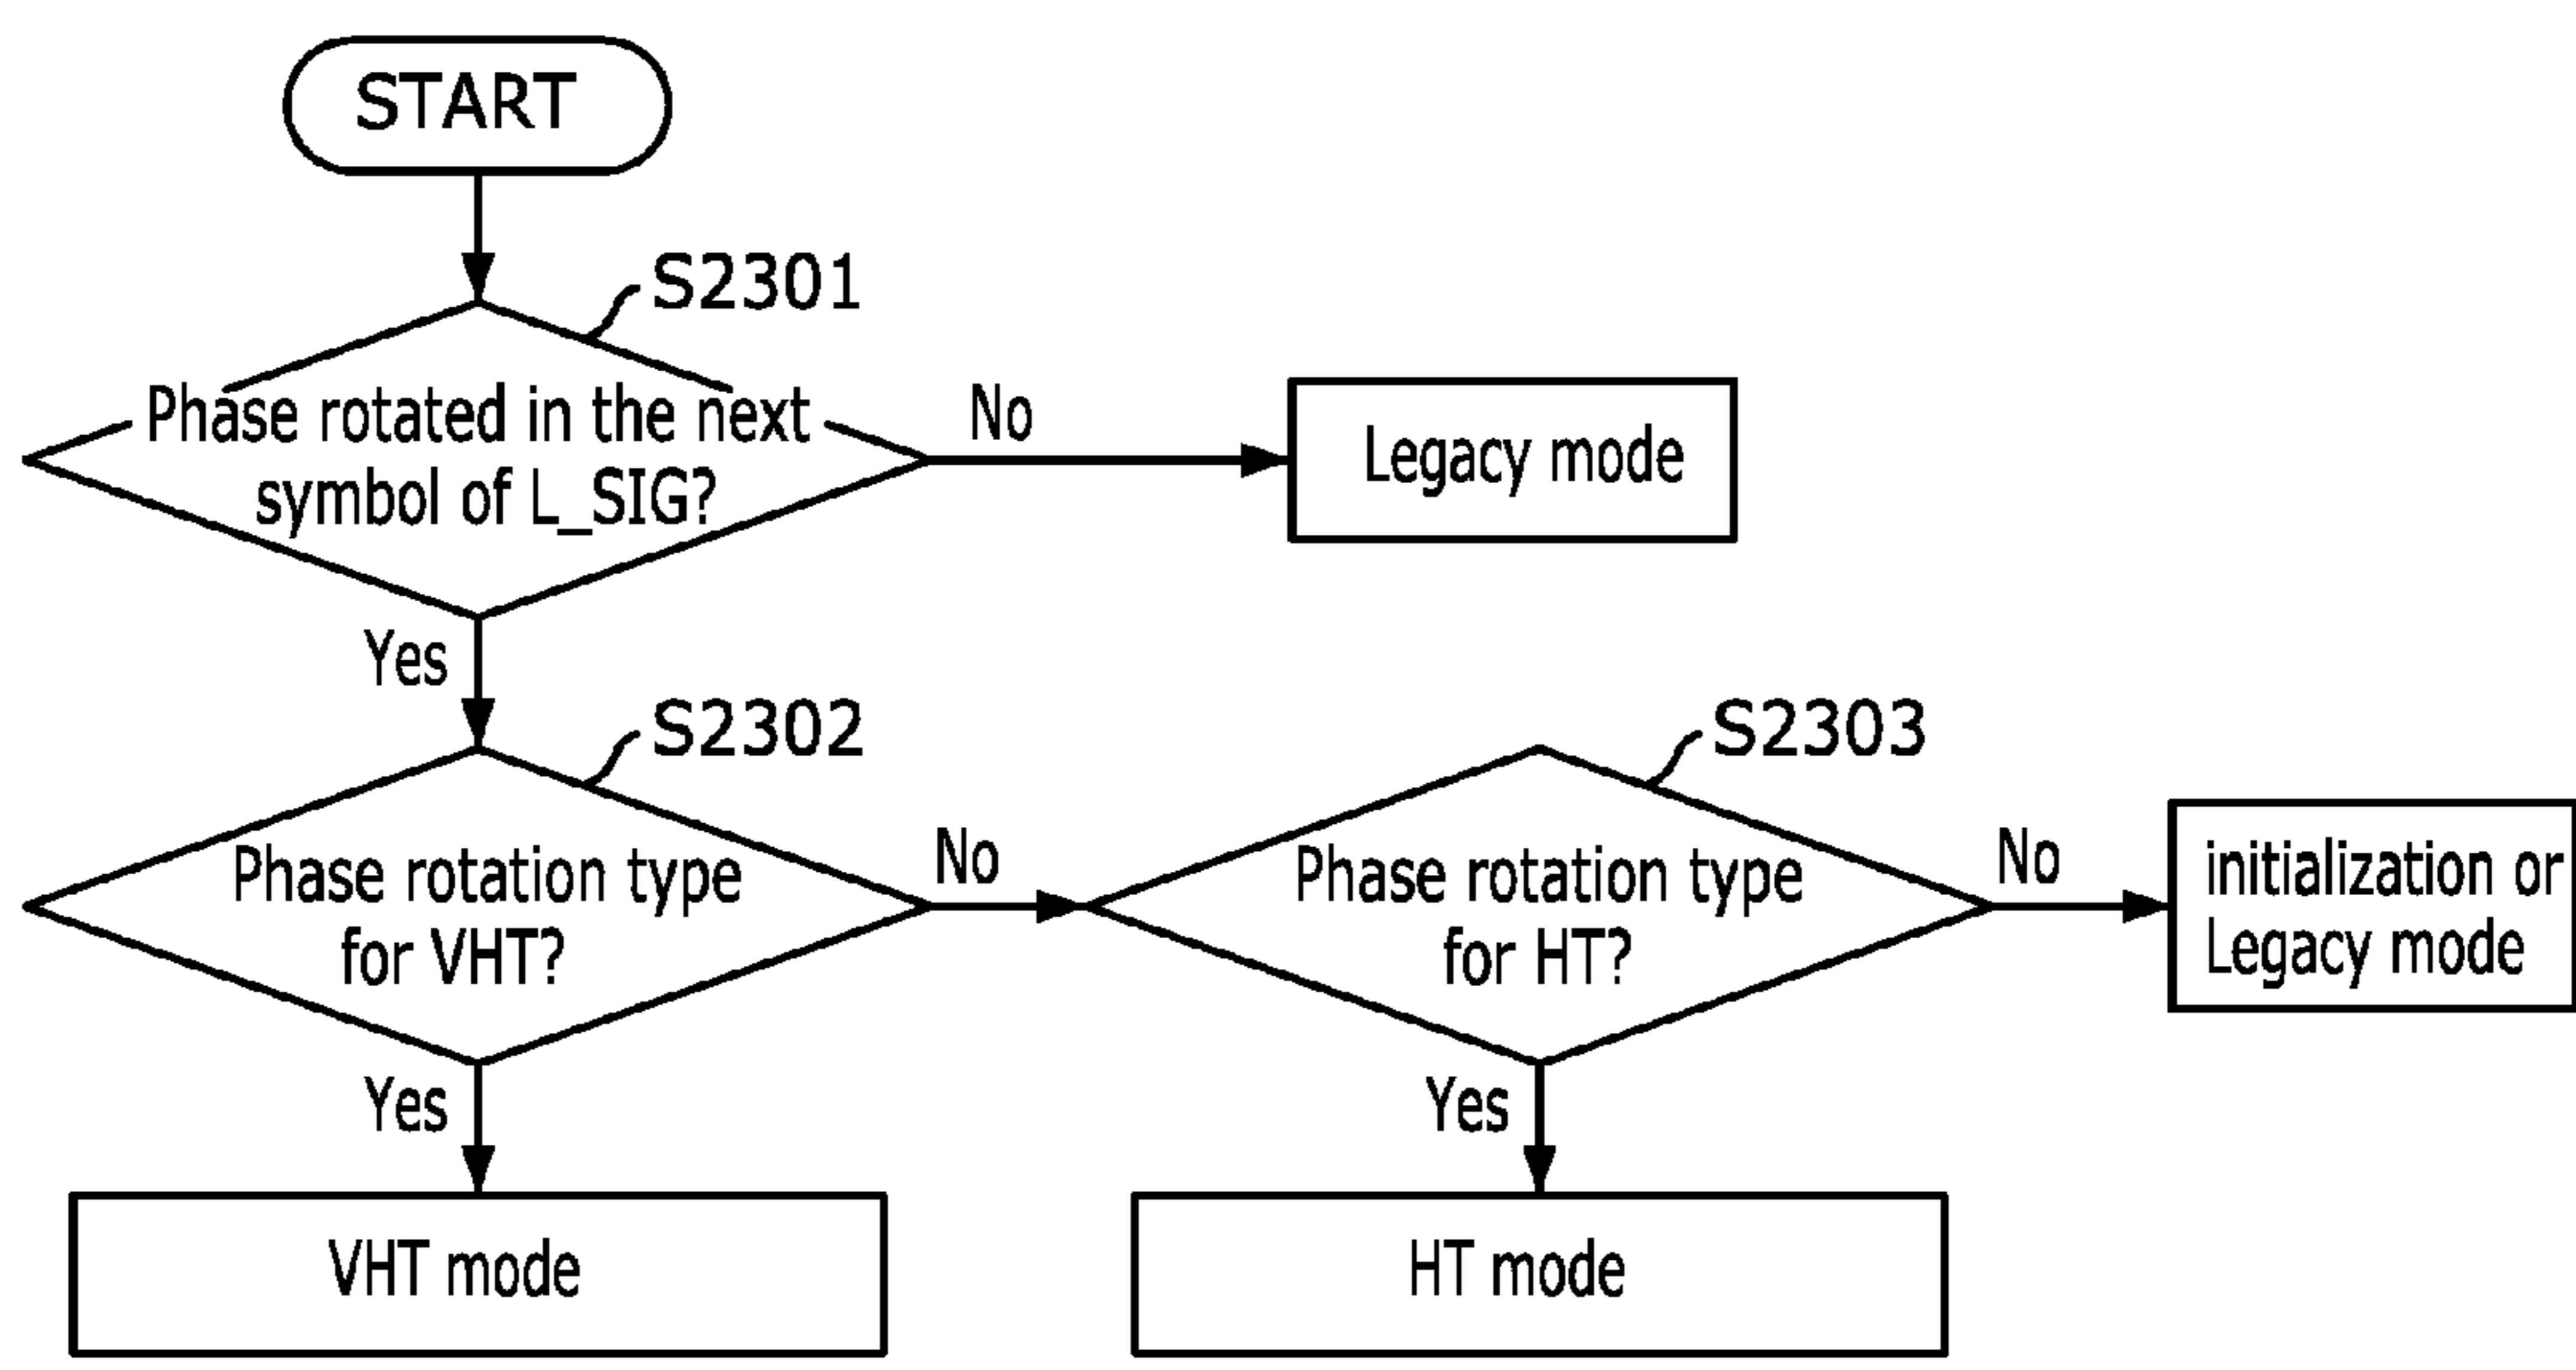 START
S2301
Phase rotated in the next
symbol of L_SIG?
No
Legacy mode
Yes
S2302
Phase rotation type
for VHT?
No
S2303
Phase rotation type
for HT?
No
initialization or
Legacy mode
Yes
VHT mode
Yes
HT mode